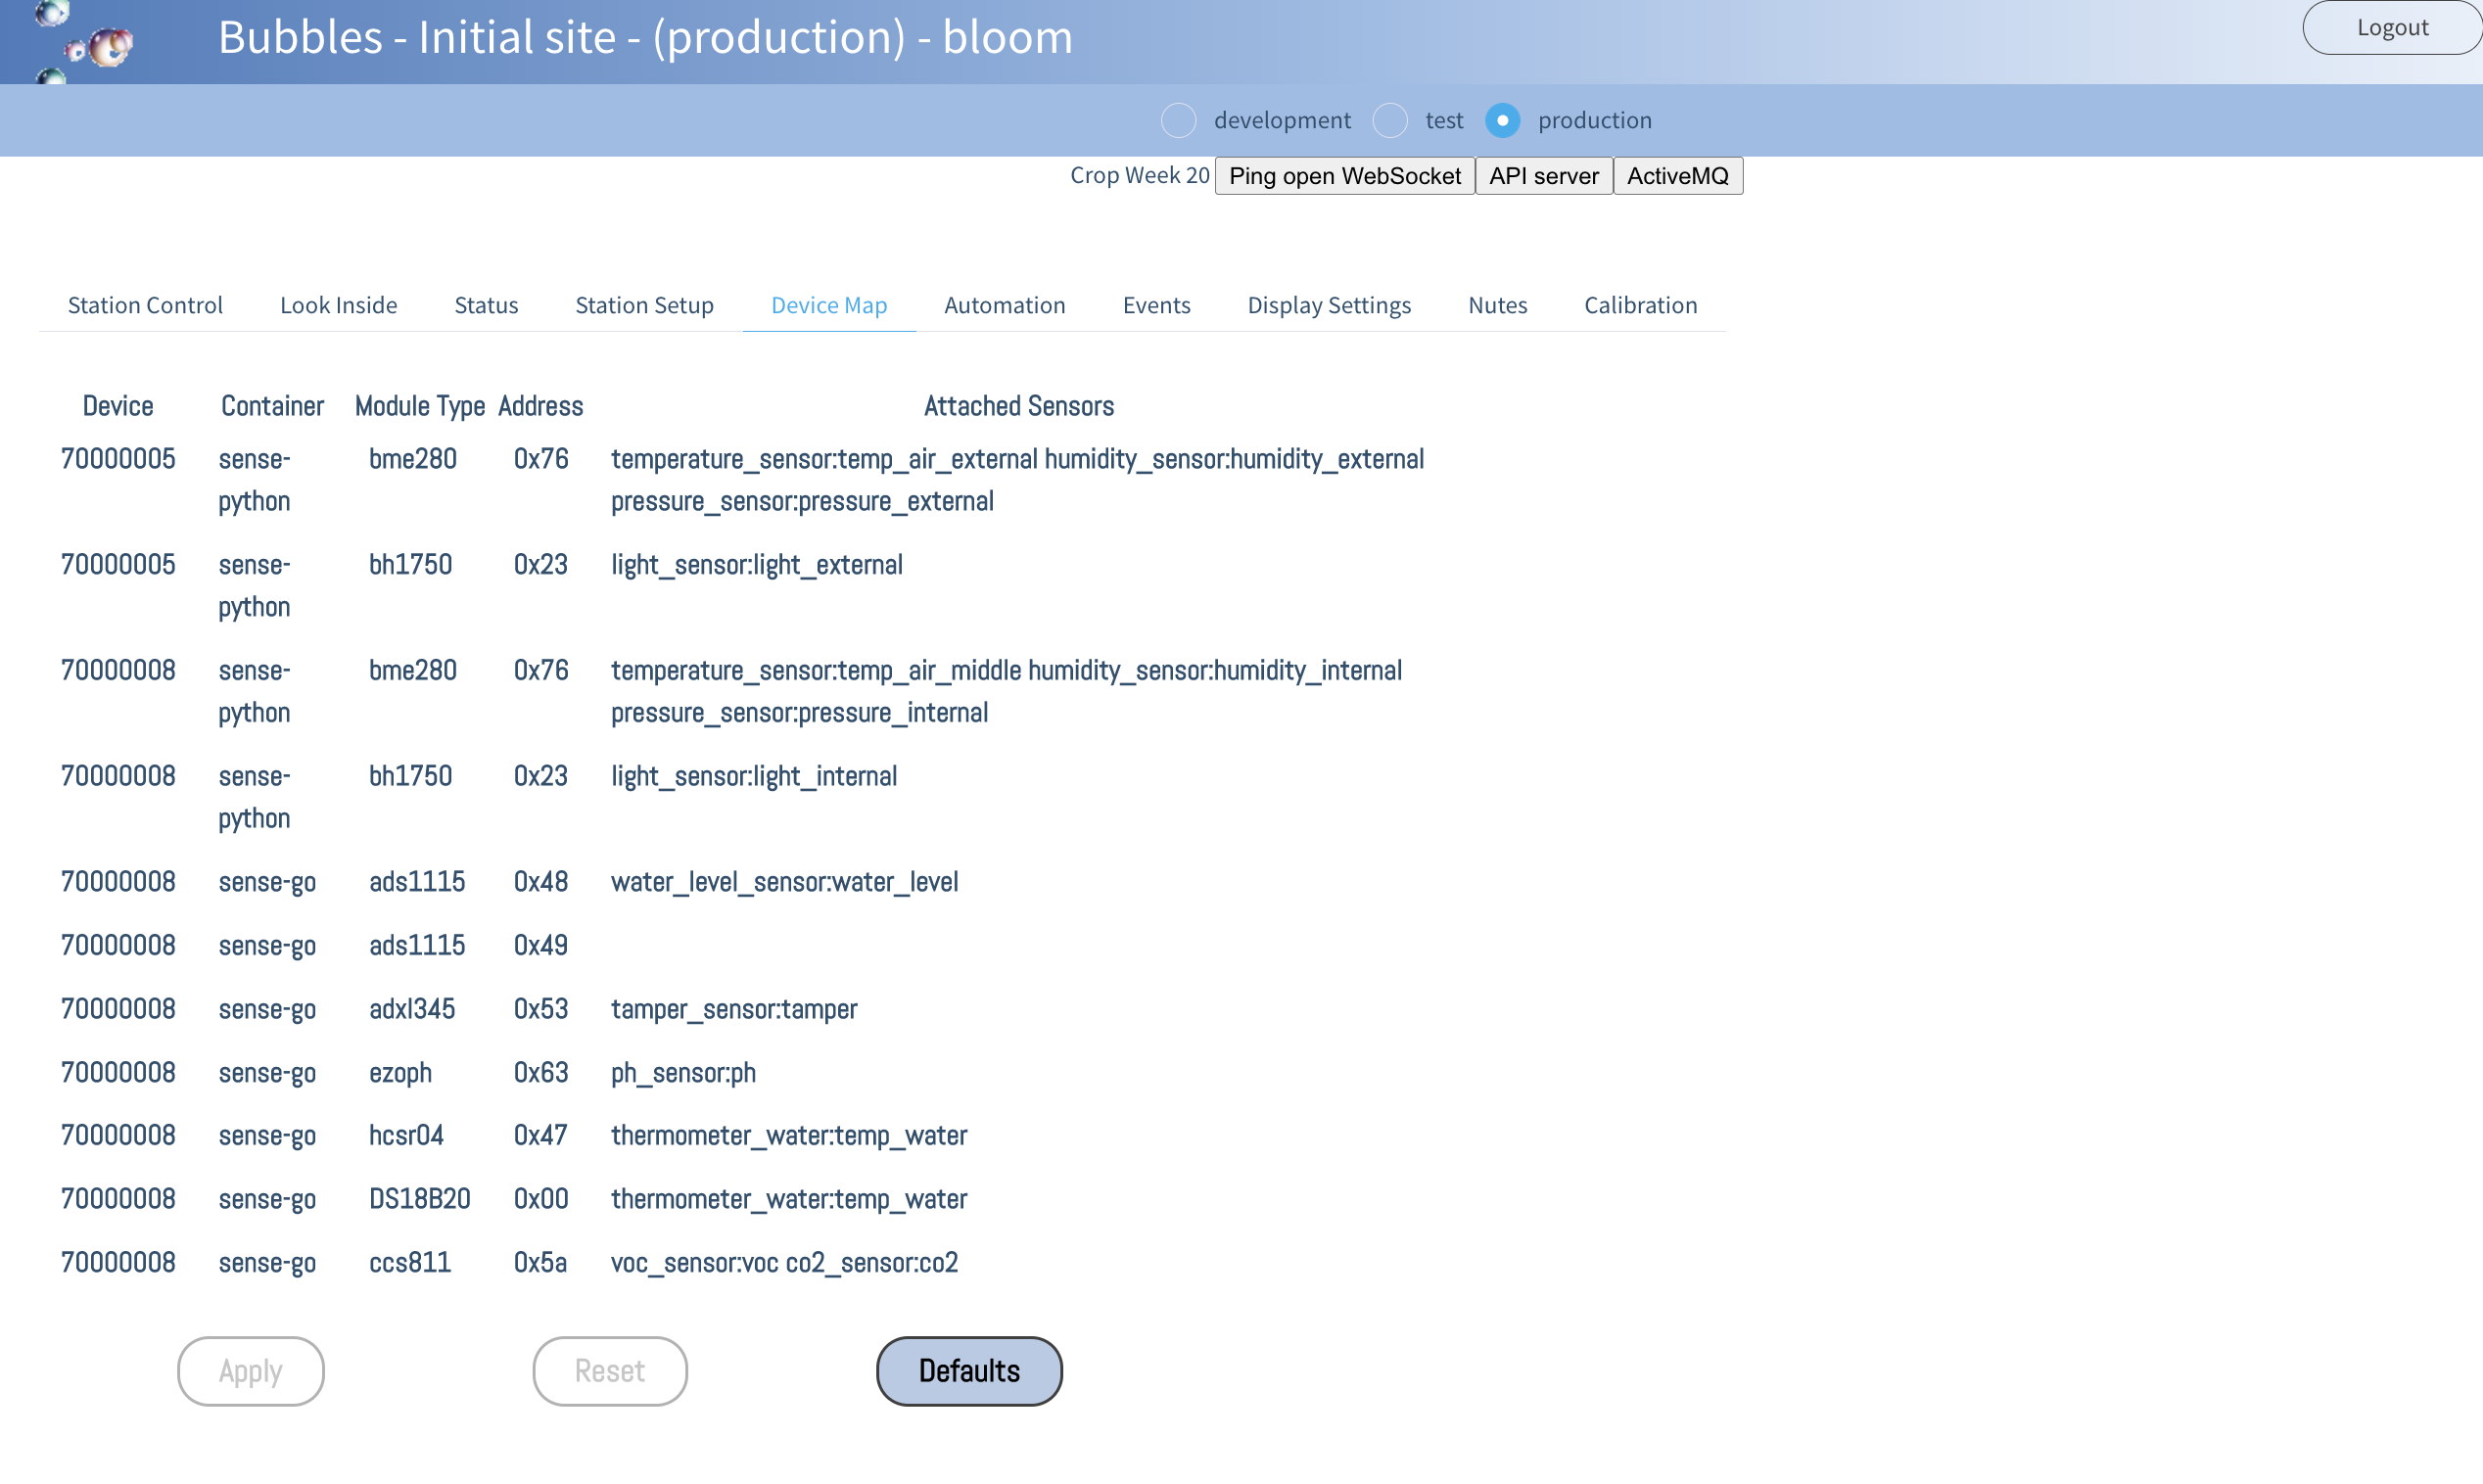 Bubbles - Initial site - (production) - bloom
Logout
development test production
Crop Week 20 Ping open WebSocket API server ActiveMQ
Station Control Look Inside Status Station Setup Device Map Automation Events Display Settings Nutes Calibration
Device Container Module Type Address Attached Sensors
70000005 sense- bme280 0x76 temperature_sensor:temp_air_external humidity_sensor:humidity_external
python pressure_sensor:pressure_external
70000005 sense- bh1750 0x23 light_sensor:light_external
python
70000008 sense- bme280 0x76 temperature_sensor:temp_air_middle humidity_sensor:humidity_internal
python pressure_sensor:pressure_internal
70000008 sense- bh1750 0x23 light_sensor:light_internal
python
70000008 sense-go ads1115 0x48 water_level_sensor:water_level
70000008 sense-go ads1115 0x49
70000008 sense-go adxl345 0x53 tamper_sensor:tamper
70000008 sense-go ezoph 0x63 ph_sensor:ph
70000008 sense-go hcsr04 0x47 thermometer_water:temp_water
70000008 sense-go DS18B20 0x00 thermometer_water:temp_water
70000008 sense-go ccs811 0x5a voc_sensor:voc co2_sensor:co2
Apply Reset Defaults